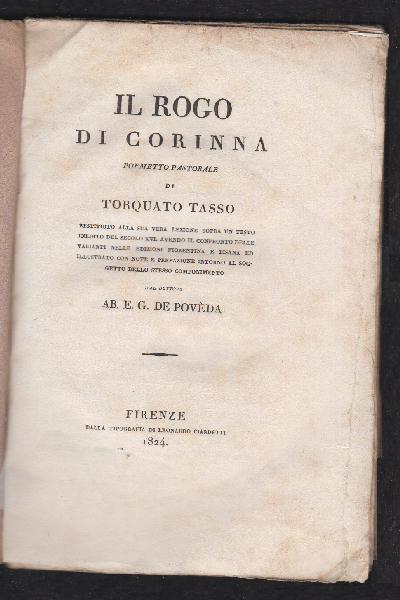 IL ROGO
DI CORINNA
POEMETTO PASTORALE
DI
TORQUATO TASSO
RESTITUITO ALLA SUA VERA LEZIONE SOPRA UN TESTO
INEDITO DEL SECOLO XVI. AVENDO IL CONFRONTO DELLE
VARIANTI DELLE EDIZIONI FIORENTINA E PISANA ED
ILLUSTRATO CON NOTE E PREFAZIONE INTORNO AL SOG-
GETTO DELLO STESSO COMPONIMENTO
AB. E. G. DE POVÈDA
FIRENZE
DALLA TIPOGRAFIA DI LEONARDO CIARDETTI
1824.